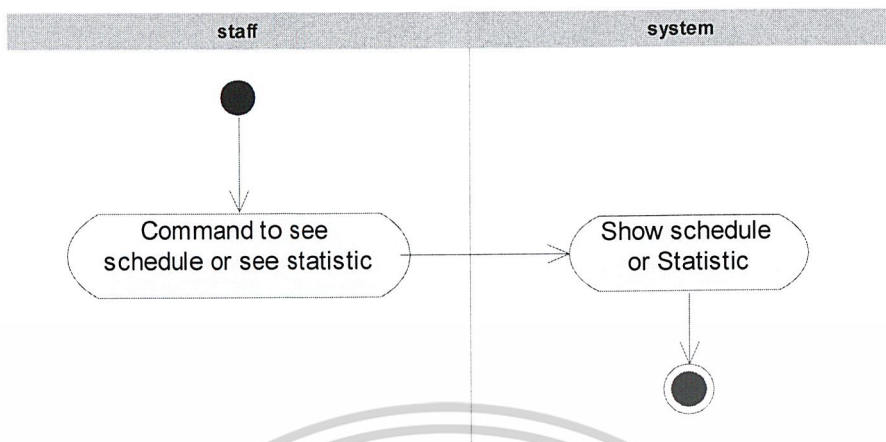 staff
system
Command to see
schedule or see statistic
Show schedule
or Statistic